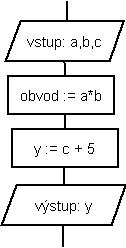 vstup: a,b,c
obvod := a*b
y := c + 5
výstup: y